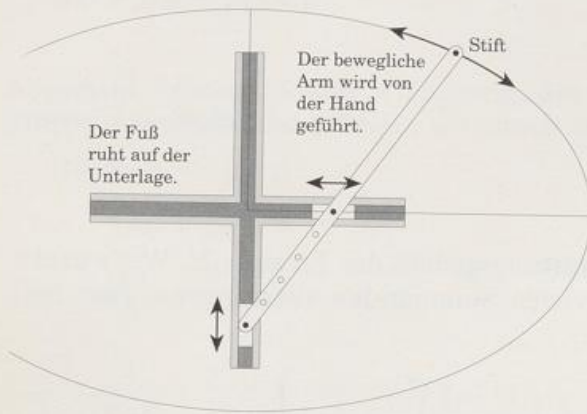 Stift
Der bewegliche
Arm wird von
der Hand
geführt.
Der Fuß
ruht auf der
Unterlage.